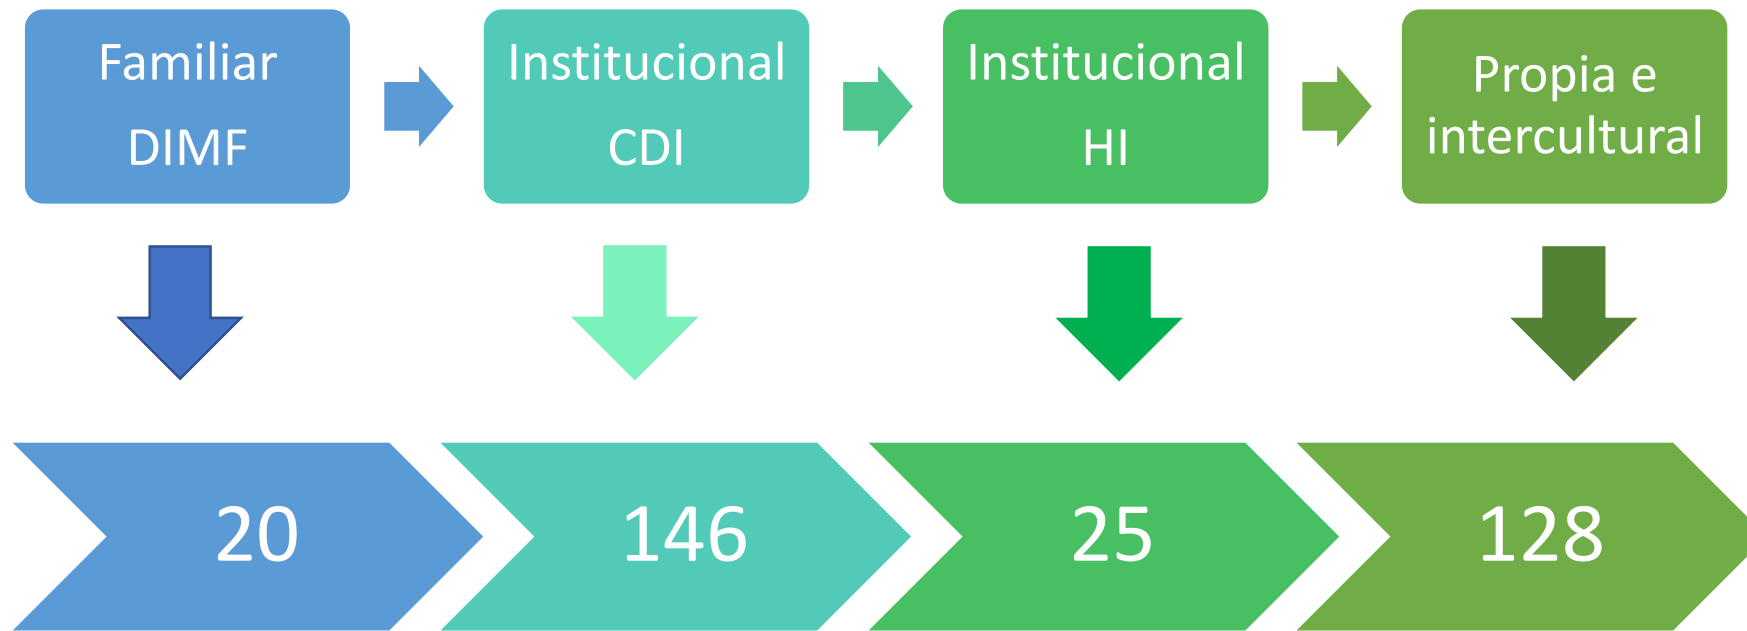 Familiar
DIMF
Institucional
CDI
Institucional
HI
Propia e
intercultural
20
146
25
128